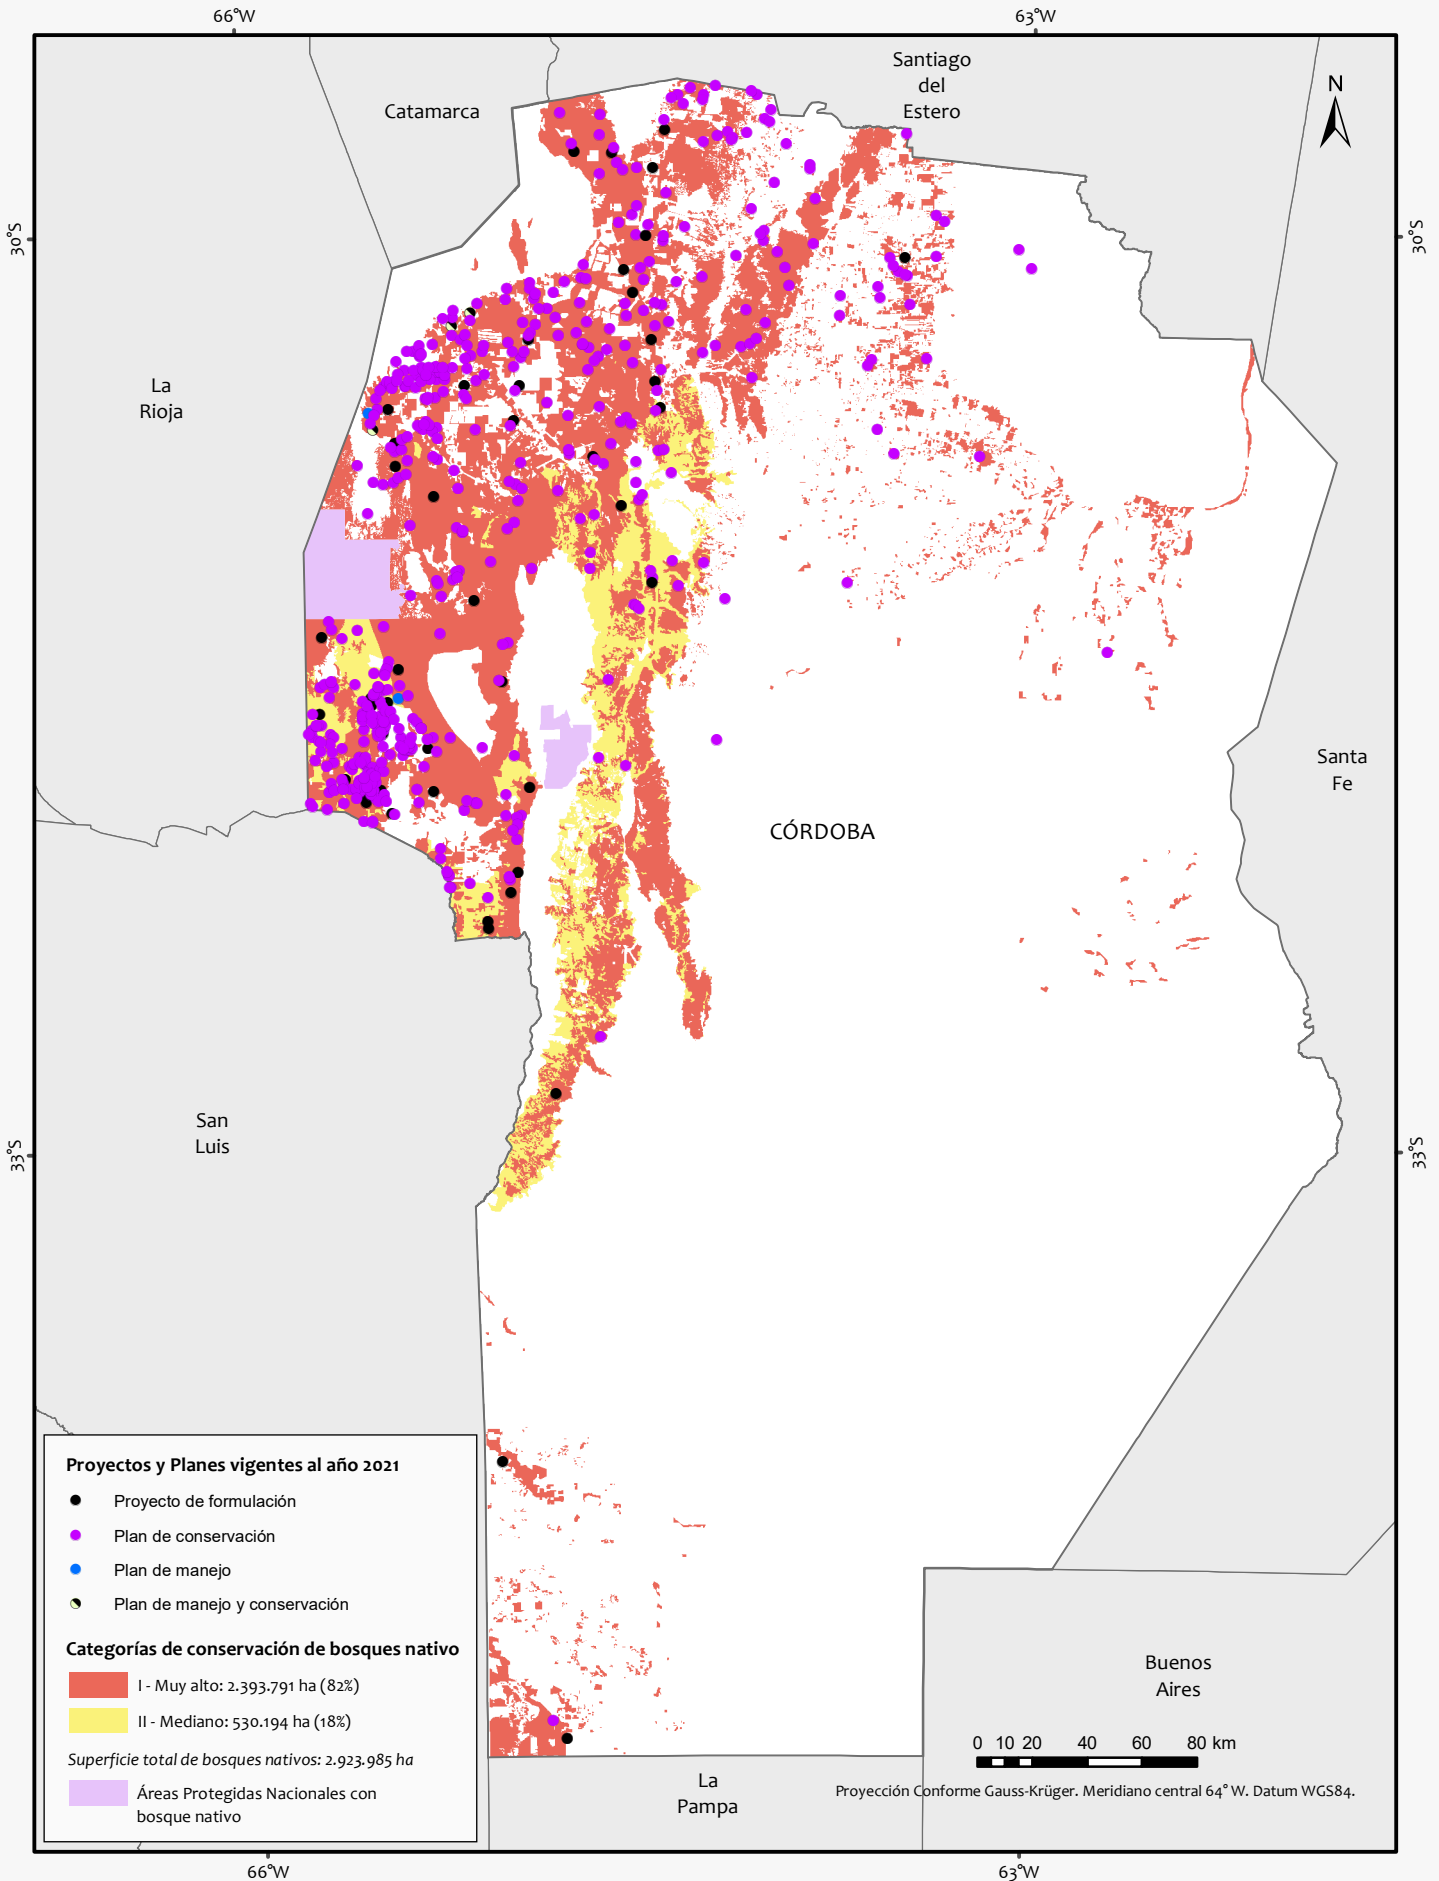 66°W
63°W
Santiago
del
Estero
Catamarca
N
30°S
30°S
La
Rioja
Santa
Fe
CÓRDOBA
San
Luis
33°S
33°S
Proyectos y Planes vigentes al año 2021
Proyecto de formulación
Plan de conservación
Plan de manejo
Plan de manejo y conservación
Categorías de conservación de bosques nativo
I - Muy alto: 2.393.791 ha (82%)
II - Mediano: 530.194 ha (18%)
Superficie total de bosques nativos: 2.923.985 ha
Áreas Protegidas Nacionales con
bosque nativo
Buenos
Aires
La
Pampa
0 10 20 40 60 80 km
Proyección Conforme Gauss-Krüger. Meridiano central 64° W. Datum WGS84.
66°W
63°W